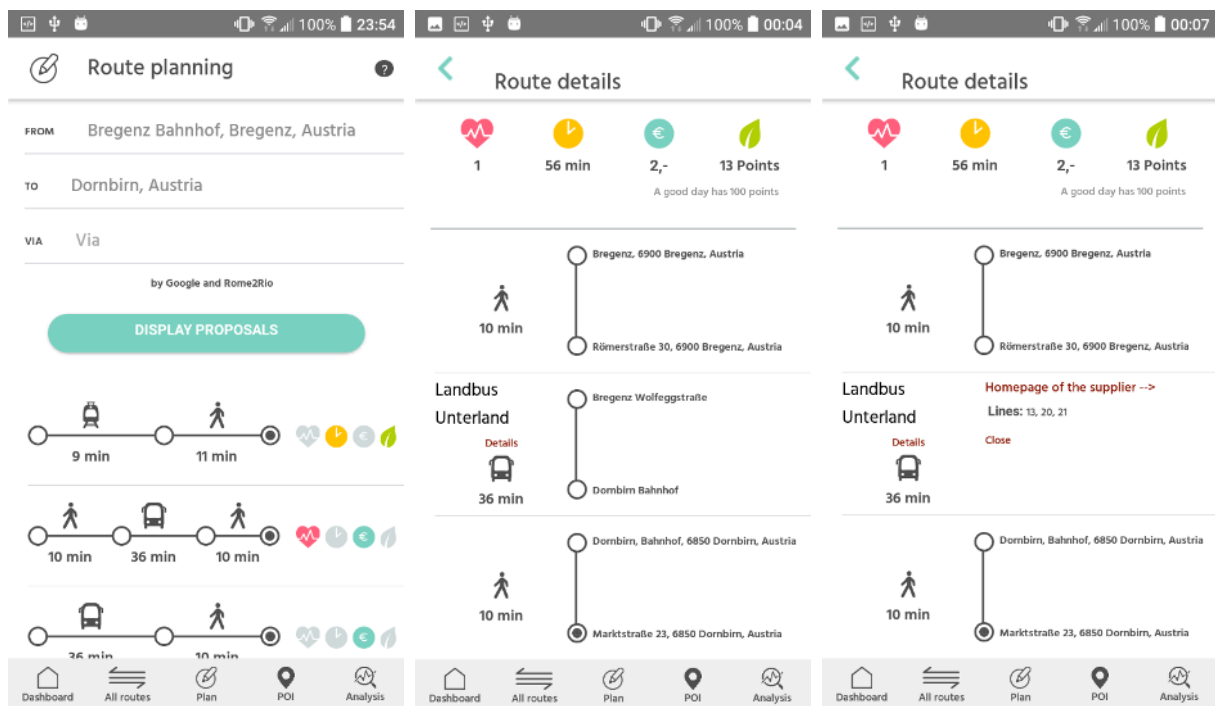 100% 23:54
Route planning
?
FROM Bregenz Bahnhof, Bregenz, Austria
TO Dornbirn, Austria
VIA Via
by Google and Rome2Rio
DISPLAY PROPOSALS
9 min 11 min
€
10 min 36 min 10 min
€
36 min 10 min
€
Dashboard All routes Plan POI Analysis
100% 00:04
Route details
€
1 56 min 2,- 13 Points
A good day has 100 points
Bregenz, 6900 Bregenz, Austria
10 min
Römerstraße 30, 6900 Bregenz, Austria
Landbus
Unterland
Bregenz Wolfeggstraße
Details
36 min
Dornbirn Bahnhof
Dornbirn, Bahnhof, 6850 Dornbirn, Austria
10 min
Marktstraße 23, 6850 Dornbirn, Austria
Dashboard All routes Plan POI Analysis
100% 00:07
Route details
€
1 56 min 2,- 13 Points
A good day has 100 points
Bregenz, 6900 Bregenz, Austria
10 min
Römerstraße 30, 6900 Bregenz, Austria
Landbus
Unterland
Homepage of the supplier -->
Lines: 13, 20, 21
Details
Close
36 min
Dornbirn, Bahnhof, 6850 Dornbirn, Austria
10 min
Marktstraße 23, 6850 Dornbirn, Austria
Dashboard All routes Plan POI Analysis